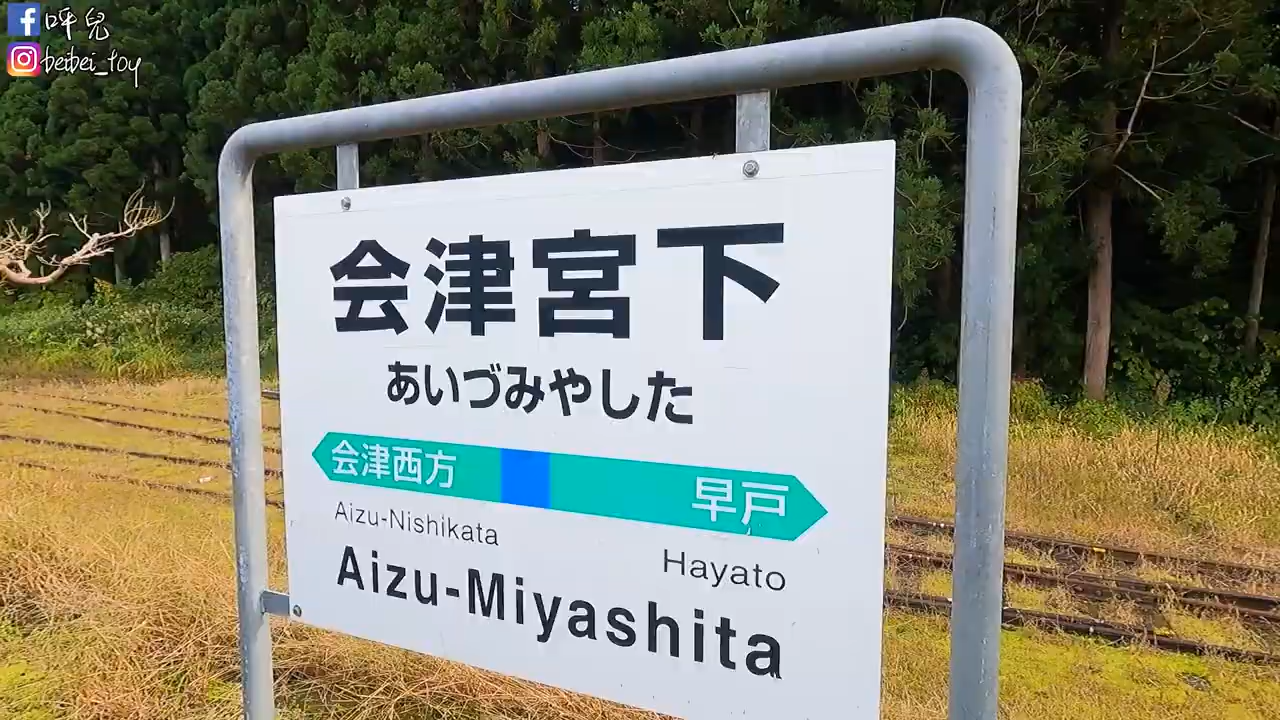 呼兒
beibei_toy
会津宮下
あいづみやした
会津西方
早戸
Aizu-Nishikata
Hayato
Aizu-Miyashita